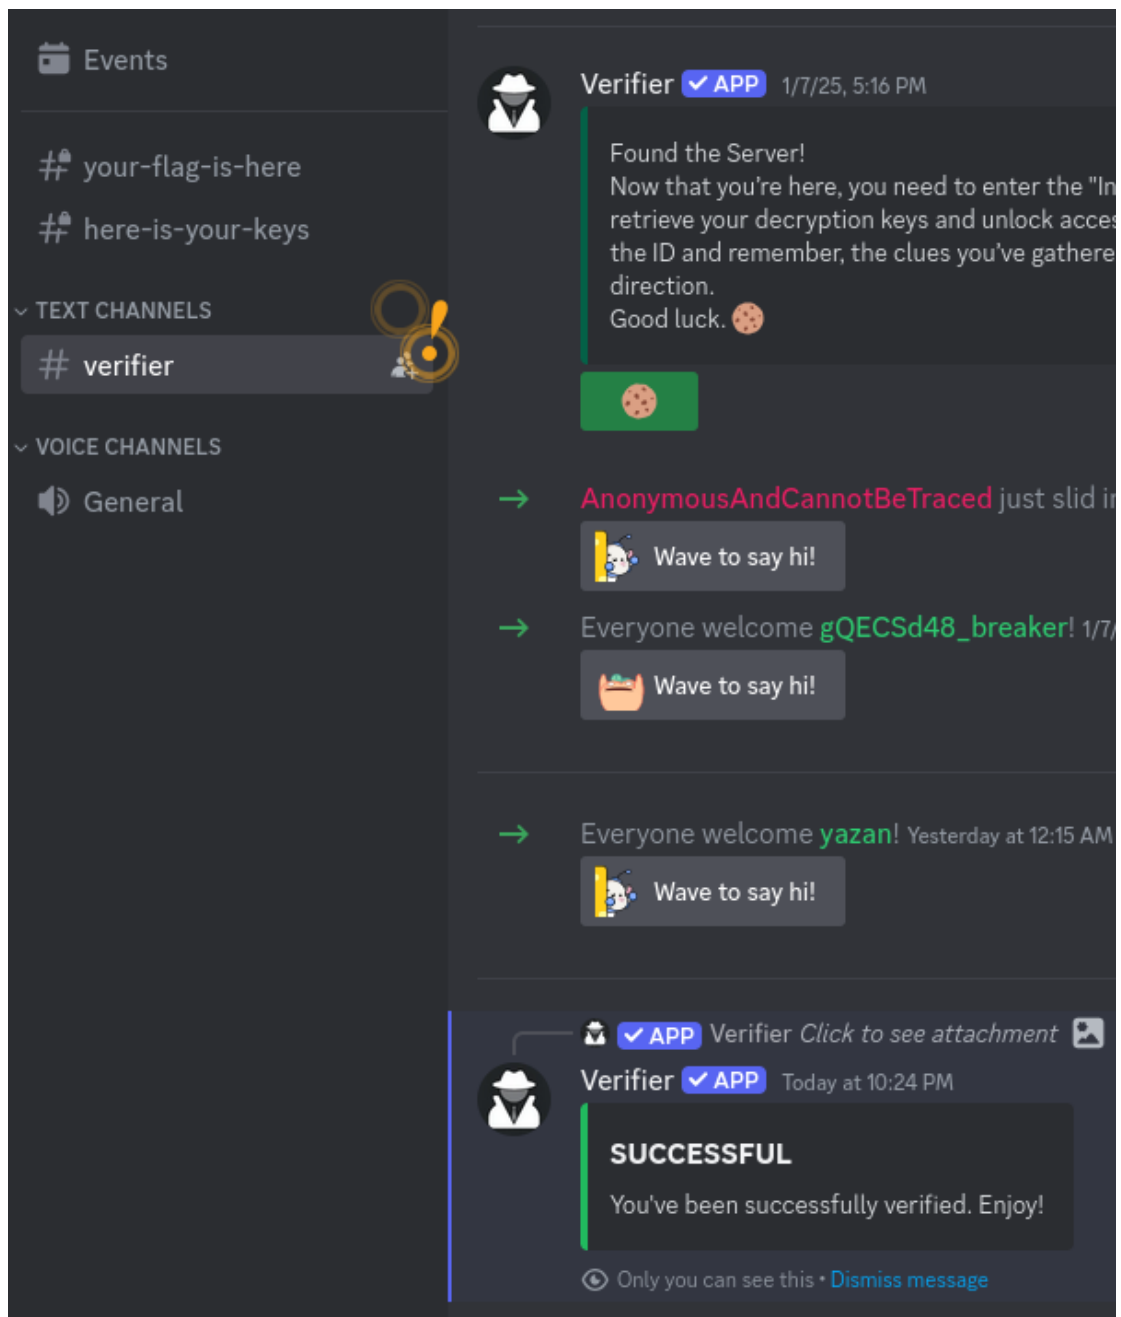 Events
your-flag-is-here
here-is-your-keys
TEXT CHANNELS
verifier
VOICE CHANNELS
General
Verifier ✓ APP 1/7/25, 5:16 PM
Found the Server!
Now that you're here, you need to enter the "In
retrieve your decryption keys and unlock acces
the ID and remember, the clues you've gathere
direction.
Good luck.
AnonymousAndCannotBeTraced just slid in
Wave to say hi!
Everyone welcome gQECSd48_breaker! 1/7/
Wave to say hi!
Everyone welcome yazan! Yesterday at 12:15 AM
Wave to say hi!
✓ APP Verifier Click to see attachment
Verifier ✓ APP Today at 10:24 PM
SUCCESSFUL
You've been successfully verified. Enjoy!
Only you can see this • Dismiss message